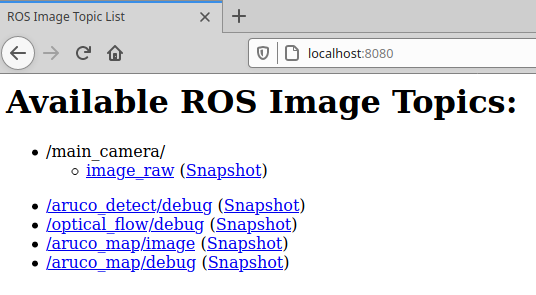 ROS Image Topic List
localhost:8080
Available ROS Image Topics:
/main_camera/
image_raw (Snapshot)
/aruco_detect/debug (Snapshot)
/optical_flow/debug (Snapshot)
/aruco_map/image (Snapshot)
/aruco_map/debug (Snapshot)